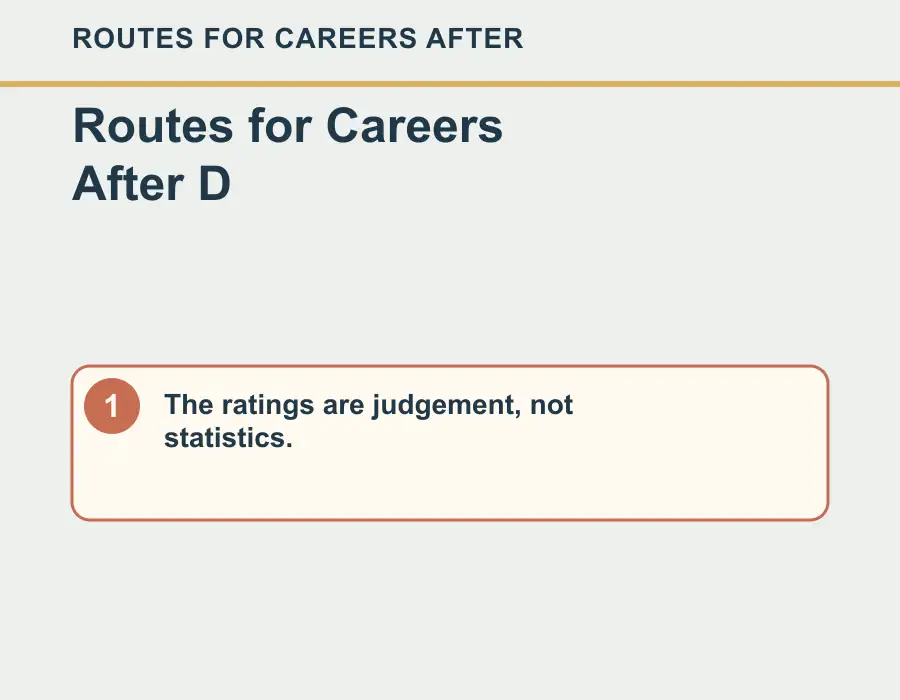 ROUTES FOR CAREERS AFTER
Routes for Careers
After D
1
The ratings are judgement, not
statistics.